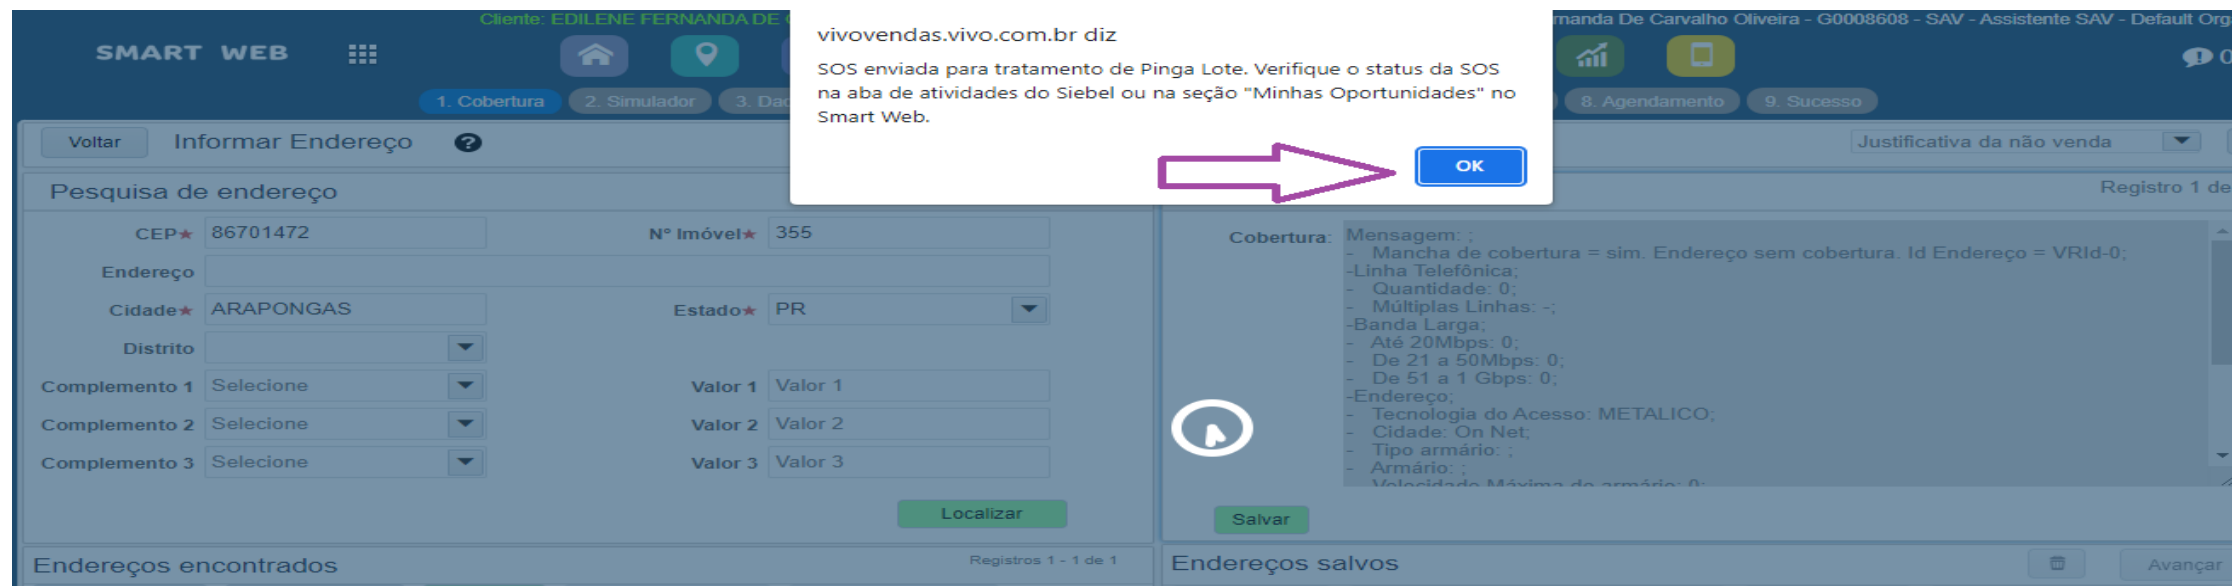 Cliente: EDILENE FERNANDA DE
rnanda De Carvalho Oliveira - G0008608 - SAV - Assistente SAV - Default Org
SMART WEB
vivovendas.vivo.com.br diz
SOS enviada para tratamento de Pinga Lote. Verifique o status da SOS
na aba de atividades do Siebel ou na seção "Minhas Oportunidades" no
Smart Web.
OK
1. Cobertura
2. Simulador
3. Dad
8. Agendamento
9. Sucesso
Voltar
Informar Endereço
Justificativa da não venda
Pesquisa de endereço
Registro 1 de
CEP★ 86701472
Nº Imóvel★ 355
Endereço
Cidade★ ARAPONGAS
Estado★ PR
Distrito
Complemento 1 Selecione
Valor 1 Valor 1
Complemento 2 Selecione
Valor 2 Valor 2
Complemento 3 Selecione
Valor 3 Valor 3
Localizar
Cobertura: Mensagem: ;
- Mancha de cobertura = sim. Endereço sem cobertura. Id Endereço = VRId-0;
-Linha Telefônica;
- Quantidade: 0;
- Múltiplas Linhas: -;
-Banda Larga;
- Até 20Mbps: 0;
- De 21 a 50Mbps: 0;
- De 51 a 1 Gbps: 0;
-Endereço;
- Tecnologia do Acesso: METALICO;
- Cidade: On Net;
- Tipo armário: ;
- Armário: ;
Velocidade Máxima do armário: 0;
Salvar
Endereços encontrados
Registros 1 - 1 de 1
Endereços salvos
Avançar